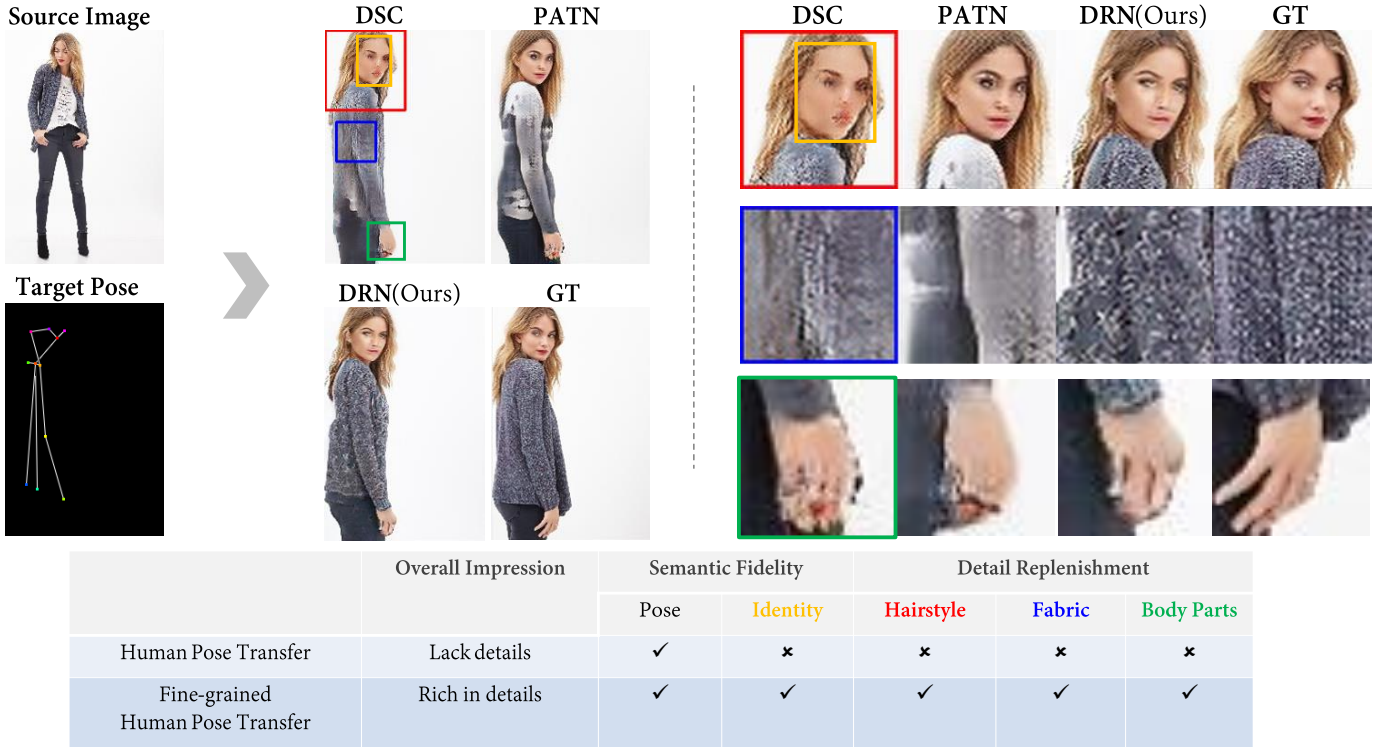 Source Image
DSC
PATN
DSC
PATN
DRN(Ours)
GT
Target Pose
DRN(Ours)
GT
Overall Impression
Semantic Fidelity
Detail Replenishment
Pose
Identity
Hairstyle
Fabric
Body Parts
Human Pose Transfer
Lack details
✓
✗
✗
✗
✗
Fine-grained
Human Pose Transfer
Rich in details
✓
✓
✓
✓
✓